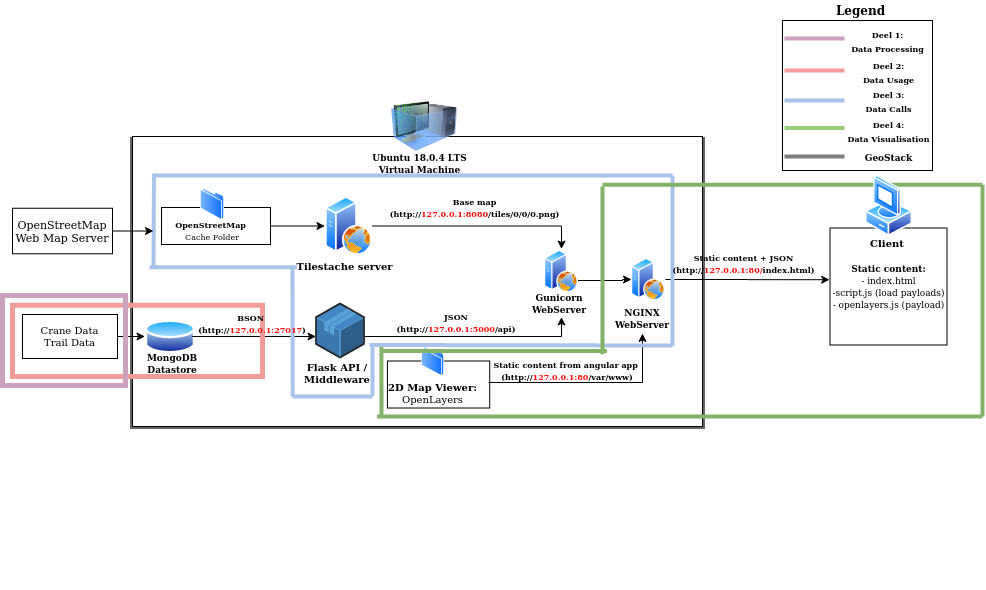 Legend
Deel 1:
Data Processing
Deel 2:
Data Usage
Deel 3:
Data Calls
Deel 4:
Data Visualisation
GeoStack
Ubuntu 18.0.4 LTS
Virtual Machine
OpenStreetMap
Web Map Server
OpenStreetMap
Cache Folder
Tilestache server
Base map
(http://127.0.0.1:8080/tiles/0/0/0.png)
Gunicorn
WebServer
NGINX
WebServer
Static content + JSON
(http://127.0.0.1:80/index.html)
Client
Static content:
- index.html
-script.js (load payloads)
- openlayers.js (payload)
Crane Data
Trail Data
MongoDB
Datastore
BSON
(http://127.0.0.1:27017)
Flask API /
Middleware
JSON
(http://127.0.0.1:5000/api)
2D Map Viewer:
OpenLayers
Static content from angular app
(http://127.0.0.1:80/var/www)